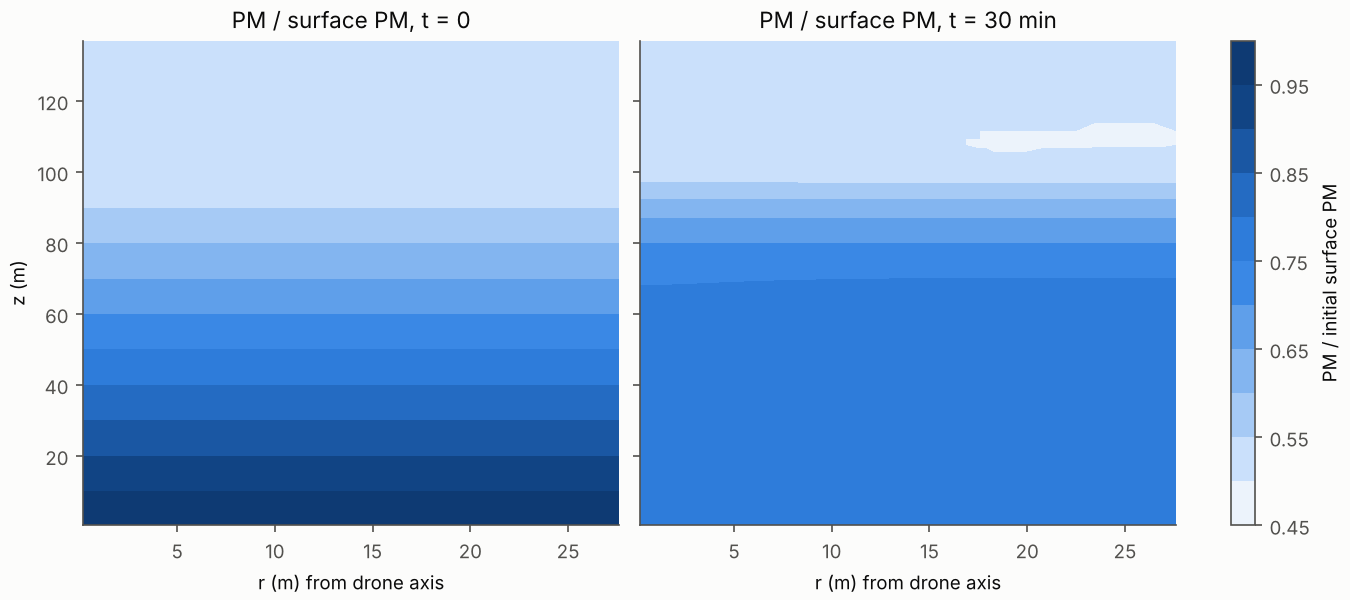 PM / surface PM, t = 0
PM / surface PM, t = 30 min
120
100
80
60
40
20
z (m)
5 10 15 20 25
r (m) from drone axis
5 10 15 20 25
r (m) from drone axis
0.95
0.85
0.75
0.65
0.55
0.45
PM / initial surface PM